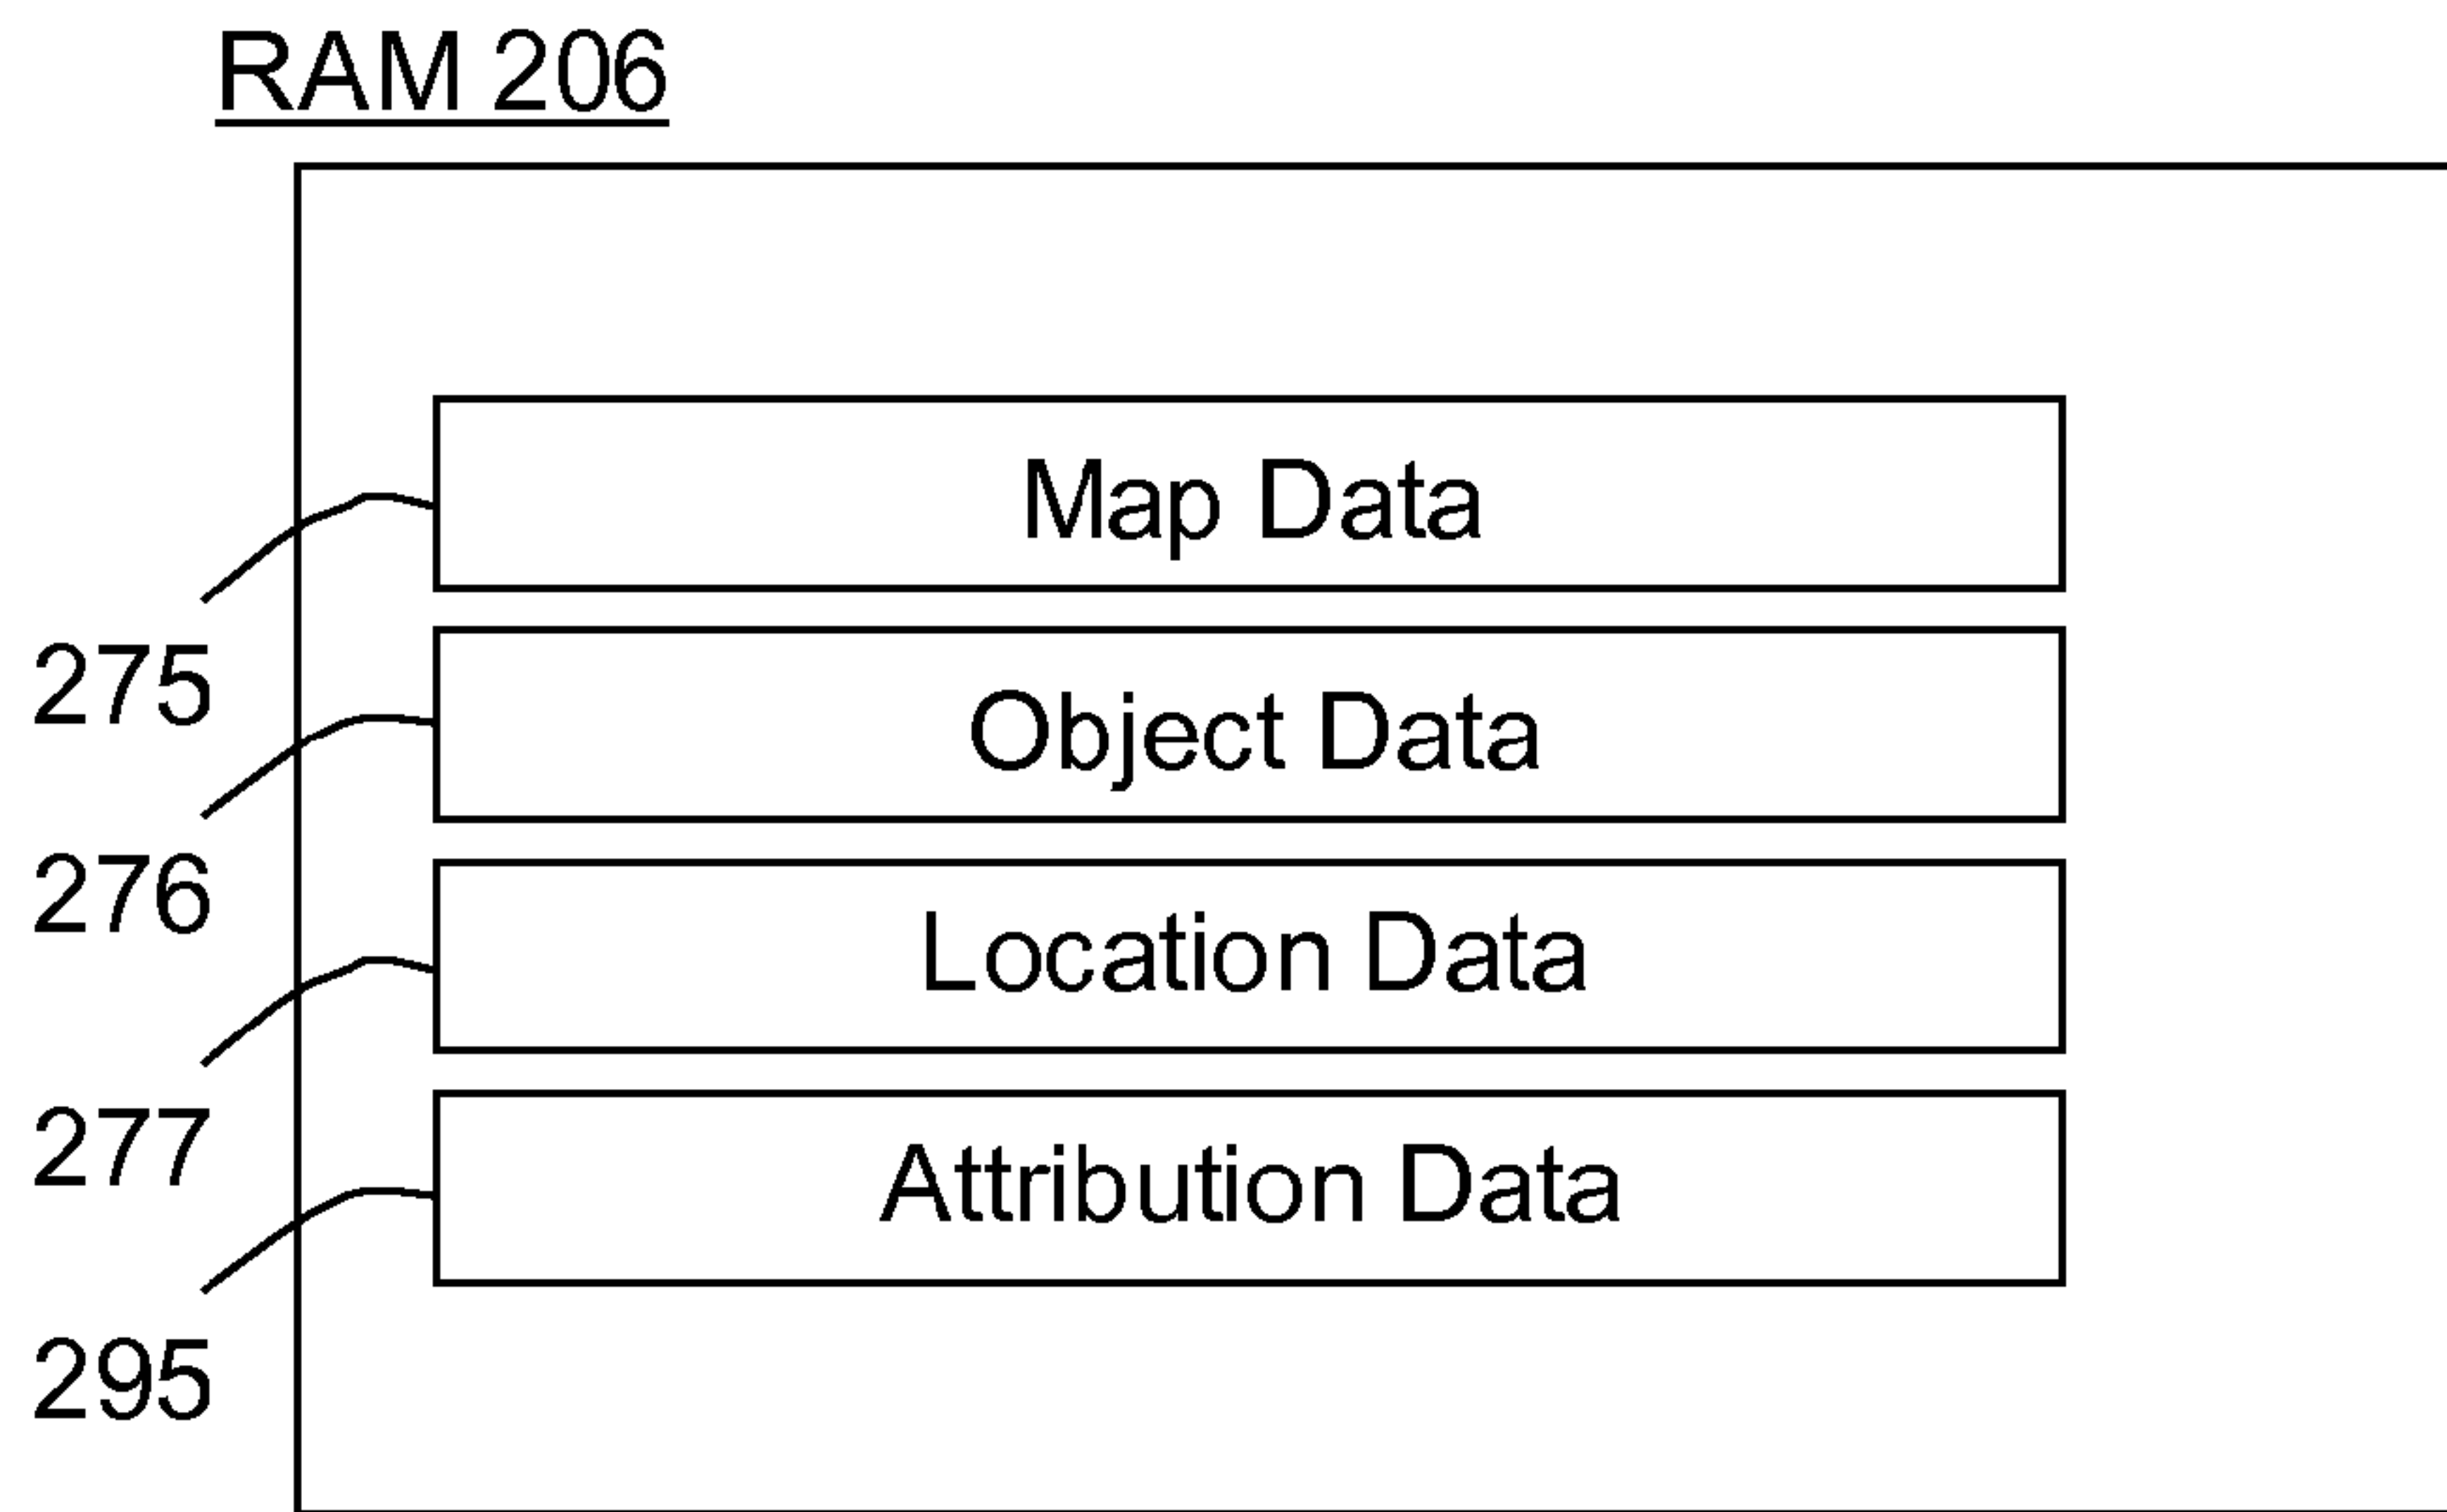 RAM 206
Map Data
275
Object Data
276
Location Data
277
Attribution Data
295